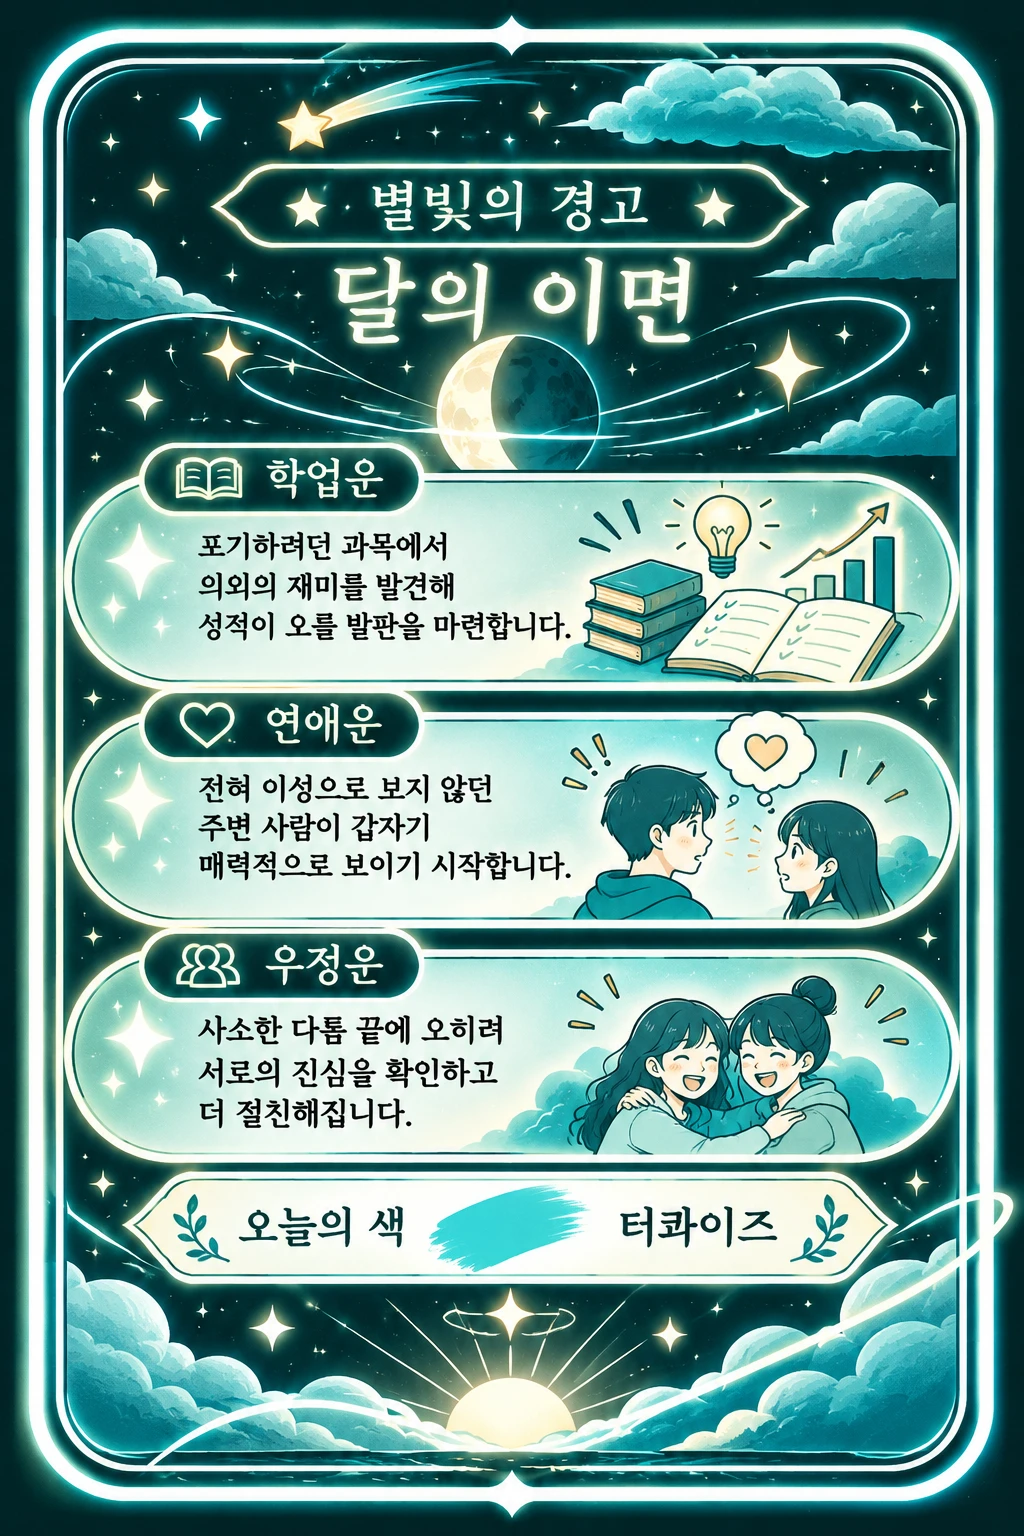 별빛의 경고
달의 이면
학업운
포기하려던 과목에서
의외의 재미를 발견해
성적이 오를 발판을 마련합니다.
연애운
전혀 이성으로 보지 않던
주변 사람이 갑자기
매력적으로 보이기 시작합니다.
우정운
사소한 다툼 끝에 오히려
서로의 진심을 확인하고
더 절친해집니다.
오늘의 색 터콰이즈